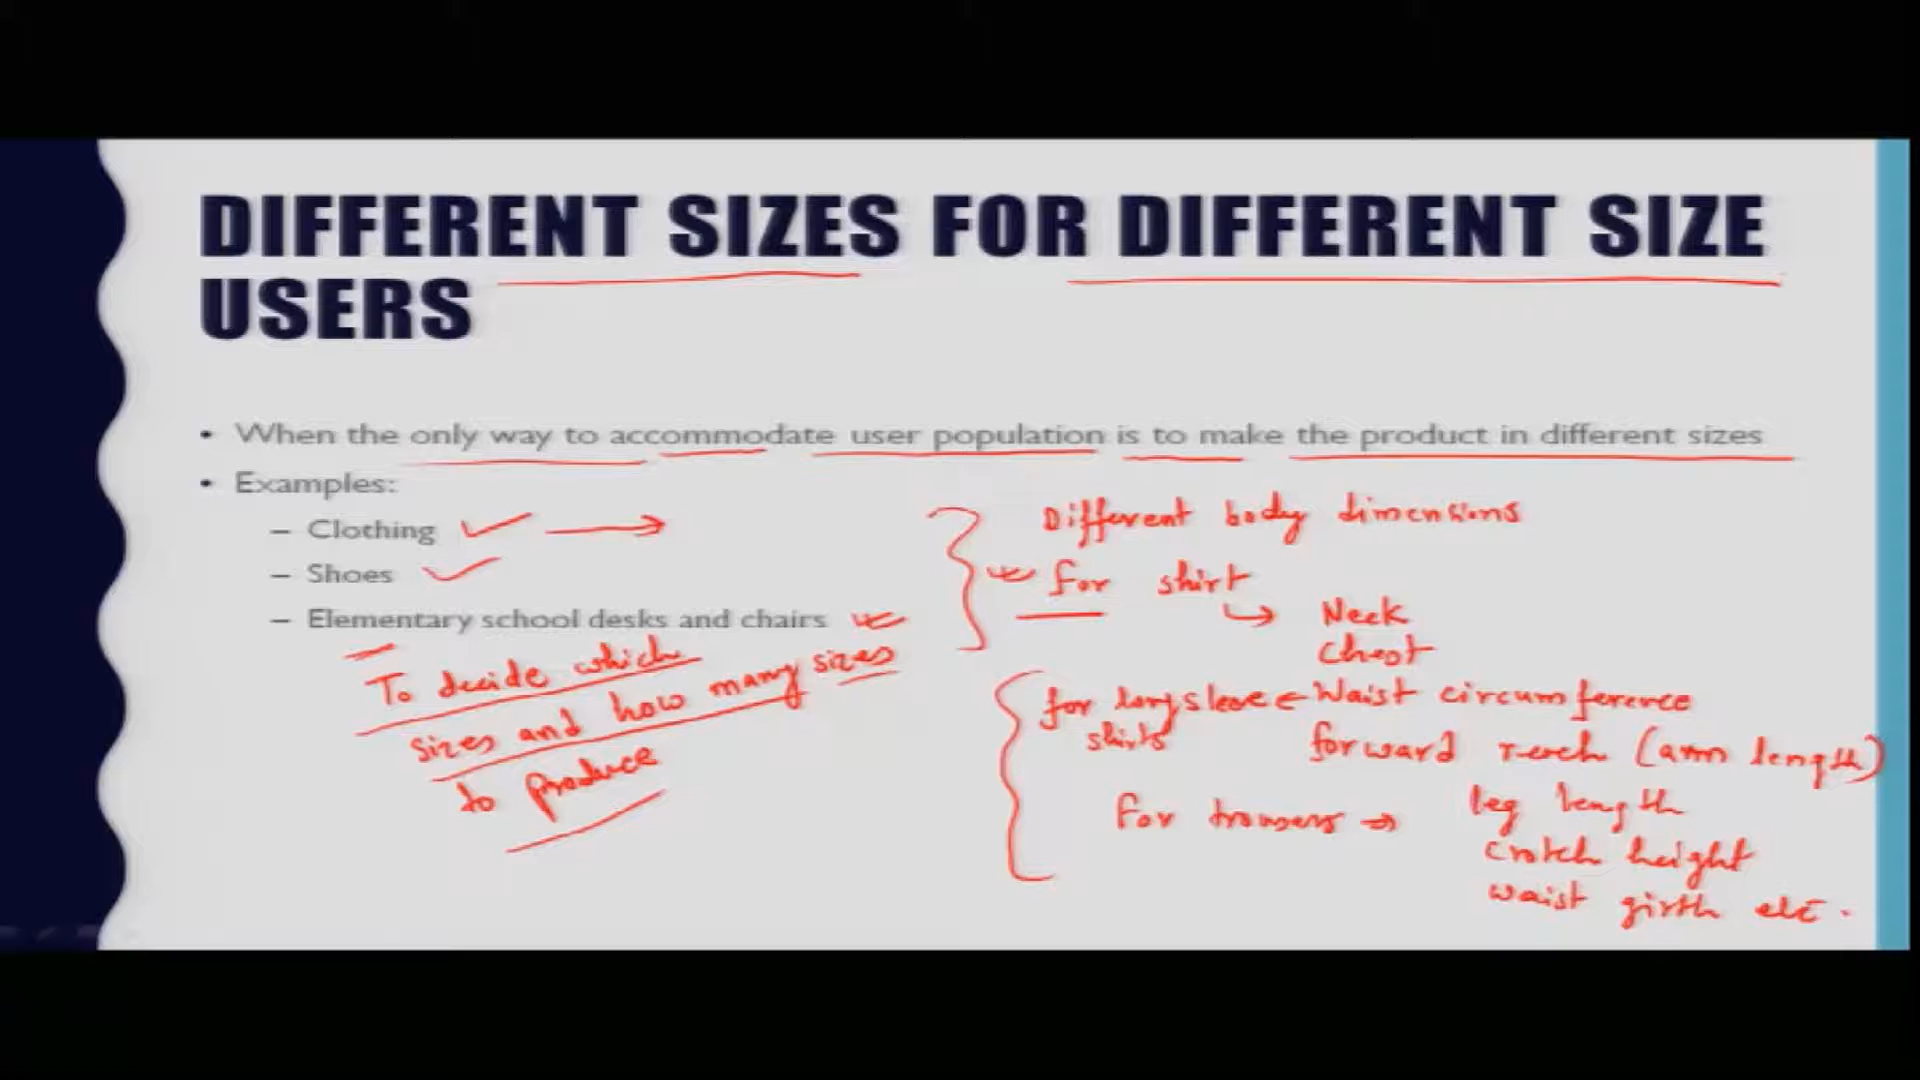 DIFFERENT SIZES FOR DIFFERENT SIZE
USERS
• When the only way to accommodate user population is to make the product in different sizes
• Examples:
– Clothing
– Shoes
– Elementary school desks and chairs
To decide which
sizes and how many sizes
to produce
Different body dimensions
for shirt
Neck
Chest
for long sleeve Waist circumference
shirts
forward reach (arm length)
For trousers → leg length
crotch height
waist girth etc.